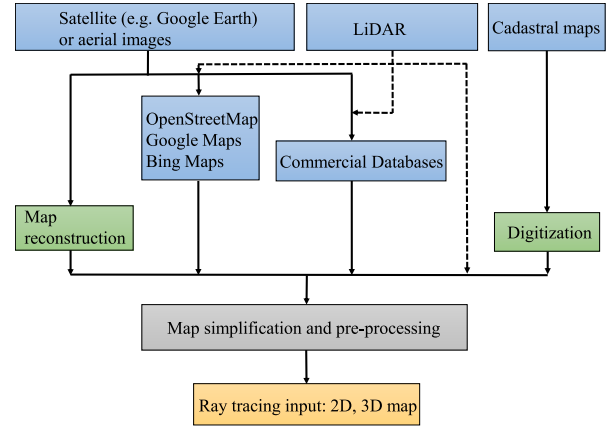 Satellite (e.g. Google Earth)
or aerial images
LiDAR
Cadastral maps
OpenStreetMap
Google Maps
Bing Maps
Commercial Databases
Map
reconstruction
Digitization
Map simplification and pre-processing
Ray tracing input: 2D, 3D map